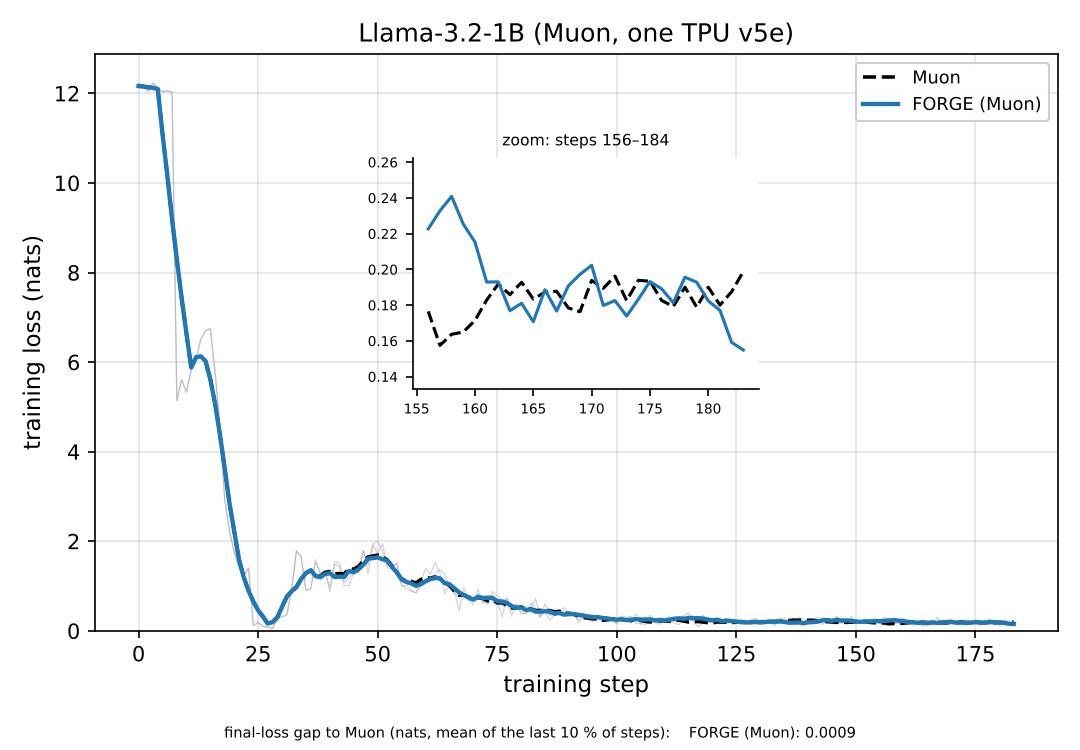 Llama-3.2-1B (Muon, one TPU v5e)
Muon
FORGE (Muon)
zoom: steps 156–184
0.26
0.24
0.22
0.20
0.18
0.16
0.14
155 160 165 170 175 180
training loss (nats)
12
10
8
6
4
2
0
0 25 50 75 100 125 150 175
training step
final-loss gap to Muon (nats, mean of the last 10 % of steps): FORGE (Muon): 0.0009